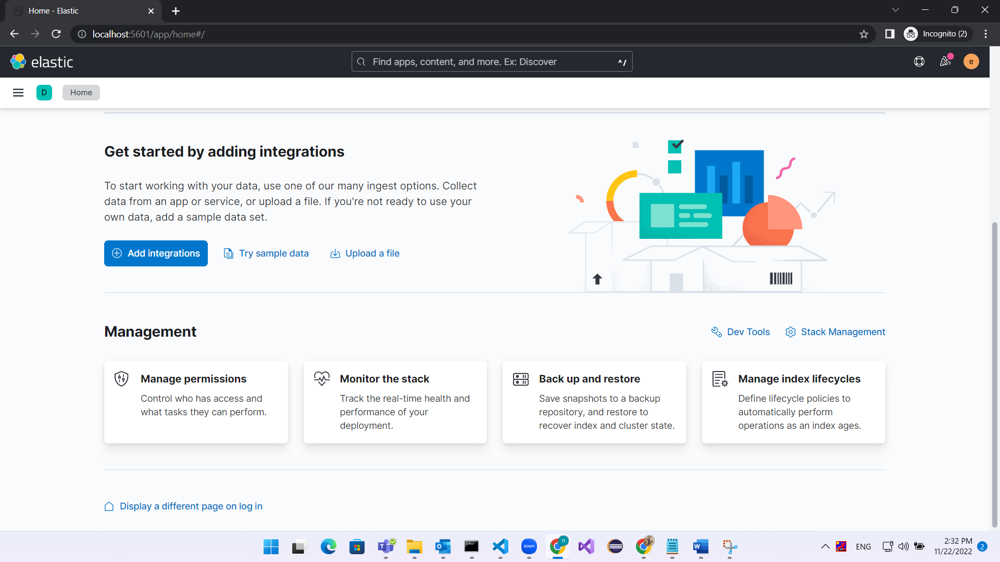 Home - Elastic
localhost:5601/app/home#/
Incognito (2)
elastic
Find apps, content, and more. Ex: Discover
^/
e
D
Home
Get started by adding integrations
To start working with your data, use one of our many ingest options. Collect
data from an app or service, or upload a file. If you're not ready to use your
own data, add a sample data set.
Add integrations
Try sample data
Upload a file
Management
Dev Tools
Stack Management
Manage permissions
Control who has access and
what tasks they can perform.
Monitor the stack
Track the real-time health and
performance of your
deployment.
Back up and restore
Save snapshots to a backup
repository, and restore to
recover index and cluster state.
Manage index lifecycles
Define lifecycle policies to
automatically perform
operations as an index ages.
Display a different page on log in
zoom
n
ENG
2:32 PM
11/22/2022
2